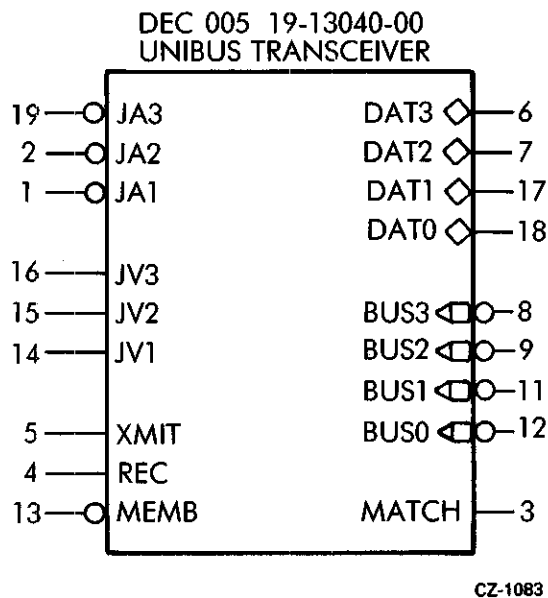 DEC 005 19-13040-00
UNIBUS TRANSCEIVER
19 JA3 DAT3 6
2 JA2 DAT2 7
1 JA1 DAT1 17
DAT0 18
16 JV3
15 JV2 BUS3 8
14 JV1 BUS2 9
BUS1 11
5 XMIT BUS0 12
4 REC
13 MEMB MATCH 3
CZ-1083